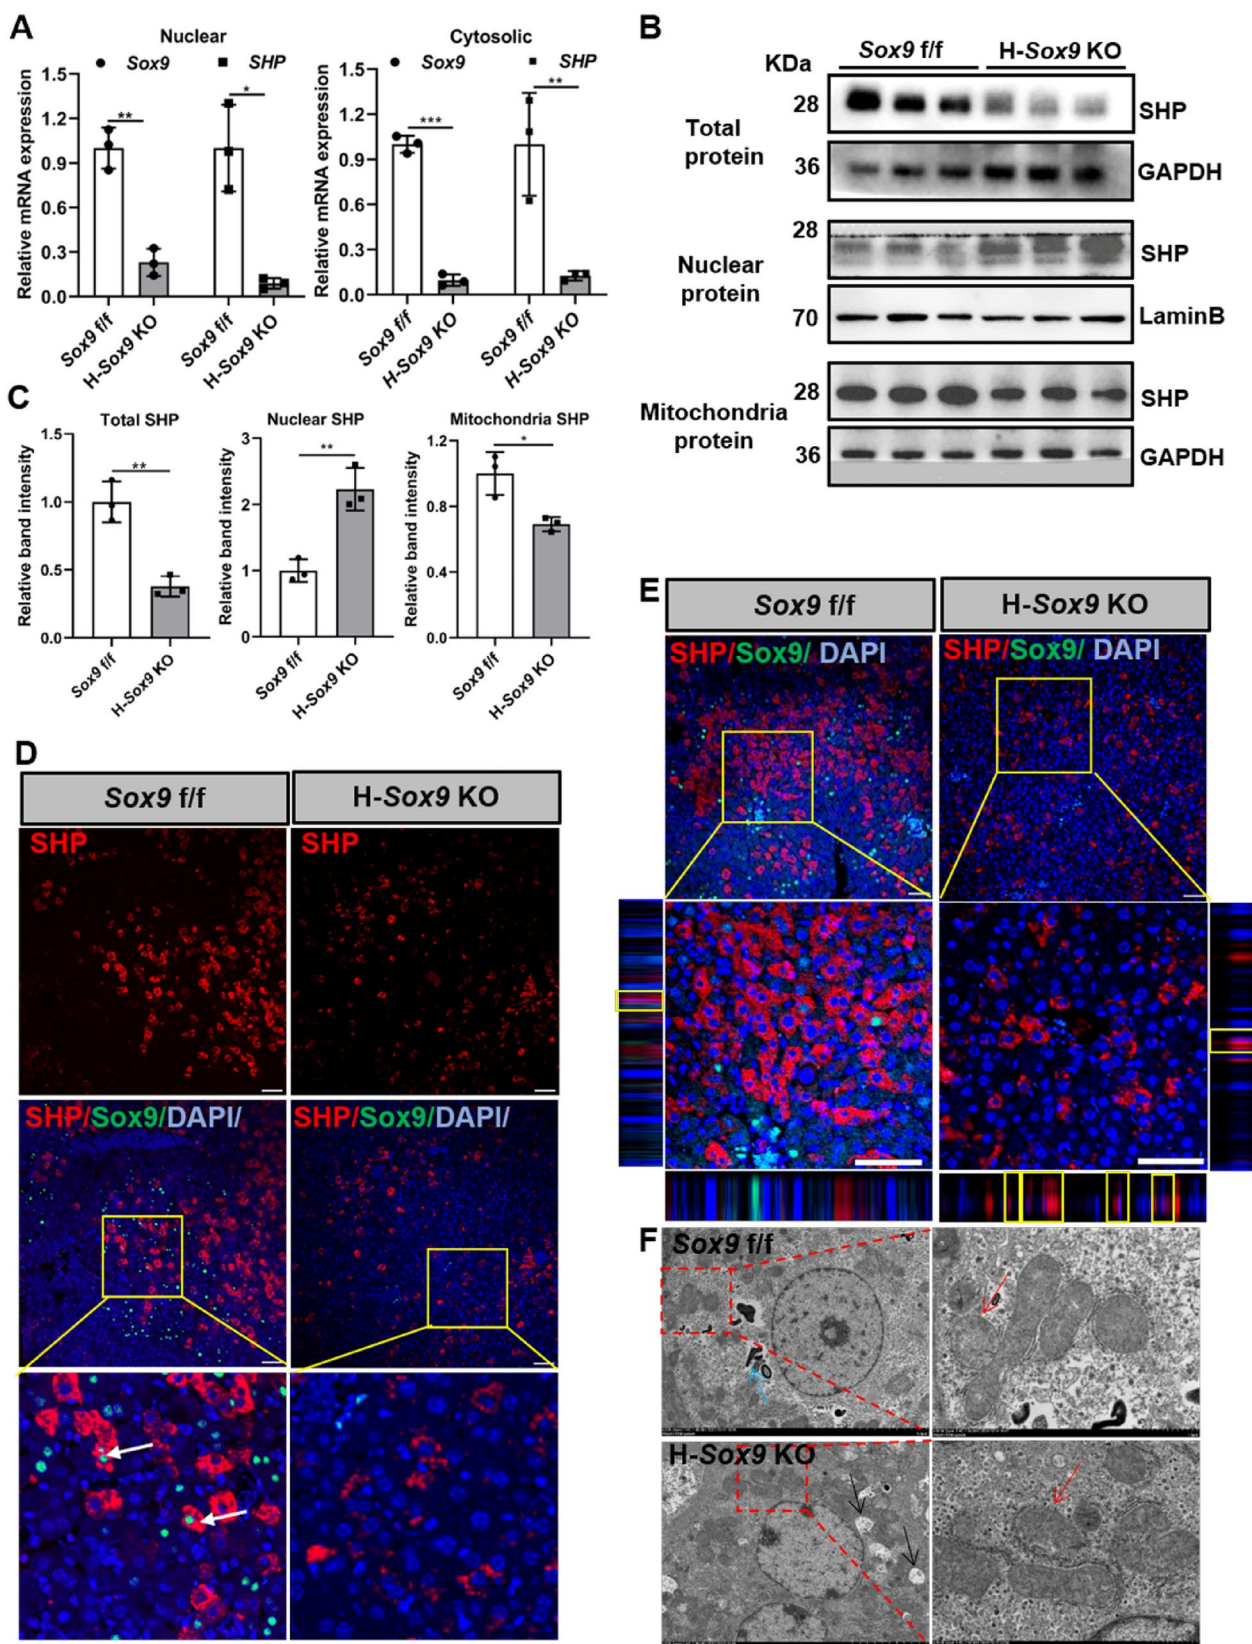 A
Nuclear
Sox9
SHP
Relative mRNA expression
1.5
1.2
0.9
0.6
0.3
0.0
**
*
Sox9 f/f
H-Sox9 KO
Sox9 f/f
H-Sox9 KO
Cytosolic
Sox9
SHP
Relative mRNA expression
1.5
1.2
0.9
0.6
0.3
0.0
***
**
Sox9 f/f
H-Sox9 KO
Sox9 f/f
H-Sox9 KO
B
KDa
Sox9 f/f
H-Sox9 KO
Total
protein
28
SHP
36
GAPDH
Nuclear
protein
28
SHP
70
LaminB
Mitochondria
protein
28
SHP
36
GAPDH
C
Total SHP
Relative band intensity
1.5
1.0
0.5
0.0
**
Sox9 f/f
H-Sox9 KO
Nuclear SHP
Relative band intensity
3
2
1
0
**
Sox9 f/f
H-Sox9 KO
Mitochondria SHP
Relative band intensity
1.2
0.8
0.4
0.0
*
Sox9 f/f
H-Sox9 KO
D
Sox9 f/f
H-Sox9 KO
SHP
SHP
SHP/Sox9/DAPI/
SHP/Sox9/DAPI/
E
Sox9 f/f
H-Sox9 KO
SHP/Sox9/ DAPI
SHP/Sox9/ DAPI
F
Sox9 f/f
H-Sox9 KO